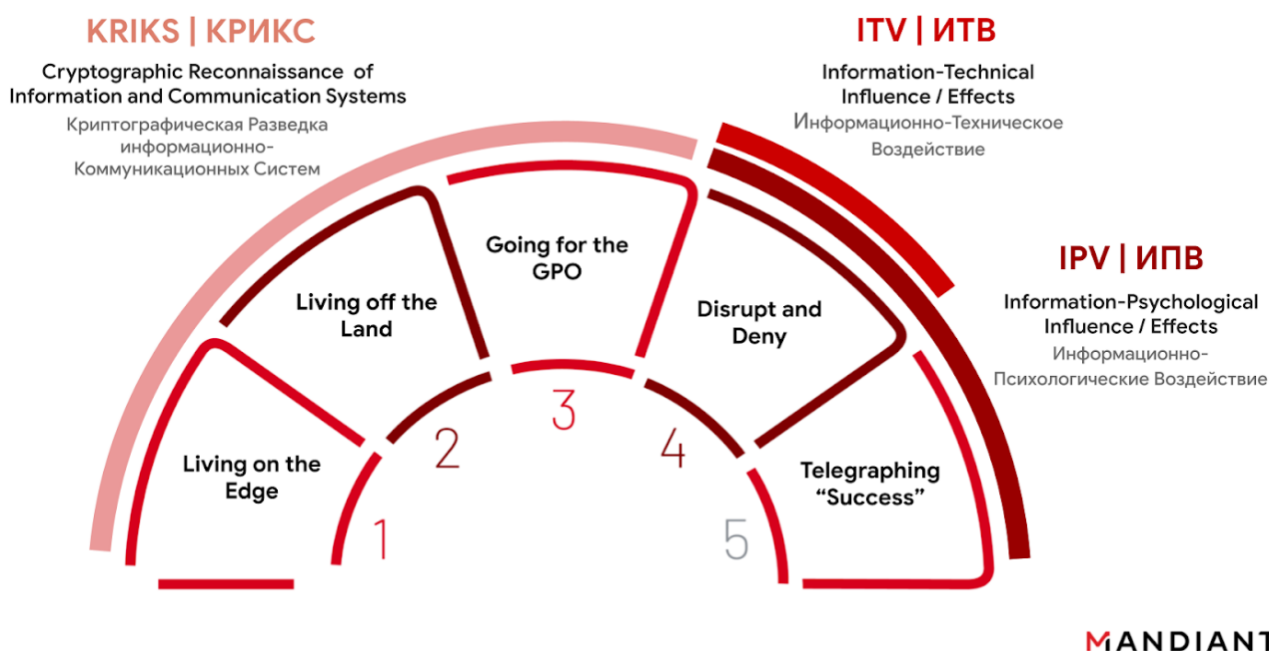 KRIKS | КРИКС
Cryptographic Reconnaissance of
Information and Communication Systems
Криптографическая Разведка
информационно-
Коммуникационных Систем
ITV | ИТВ
Information-Technical
Influence / Effects
Информационно-Техническое
Воздействие
IPV | ИПВ
Information-Psychological
Influence / Effects
Информационно-
Психологические Воздействие
Living on the
Edge
1
Living off the
Land
2
Going for the
GPO
3
Disrupt and
Deny
4
Telegraphing
“Success”
5
MANDIANT